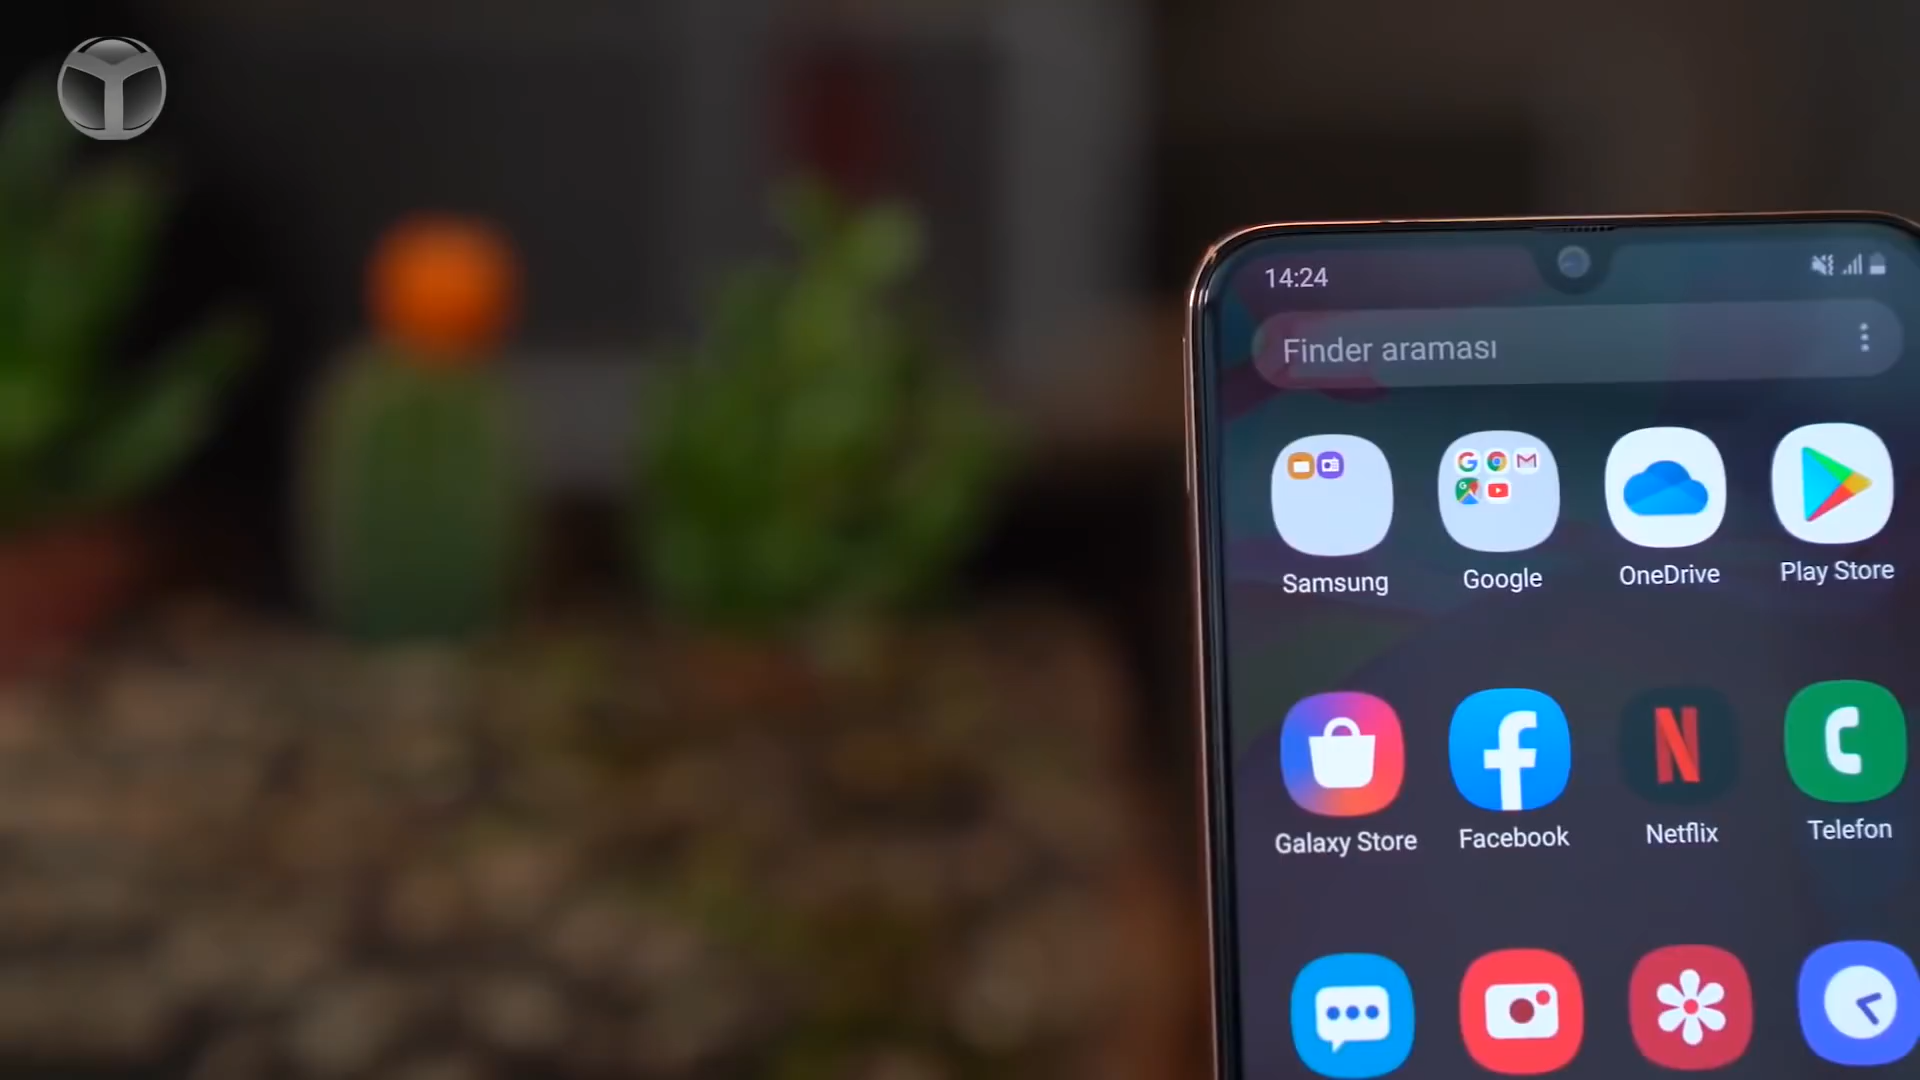 14:24
Finder araması
Samsung
Google
OneDrive
Play Store
Galaxy Store
Facebook
Netflix
Telefon